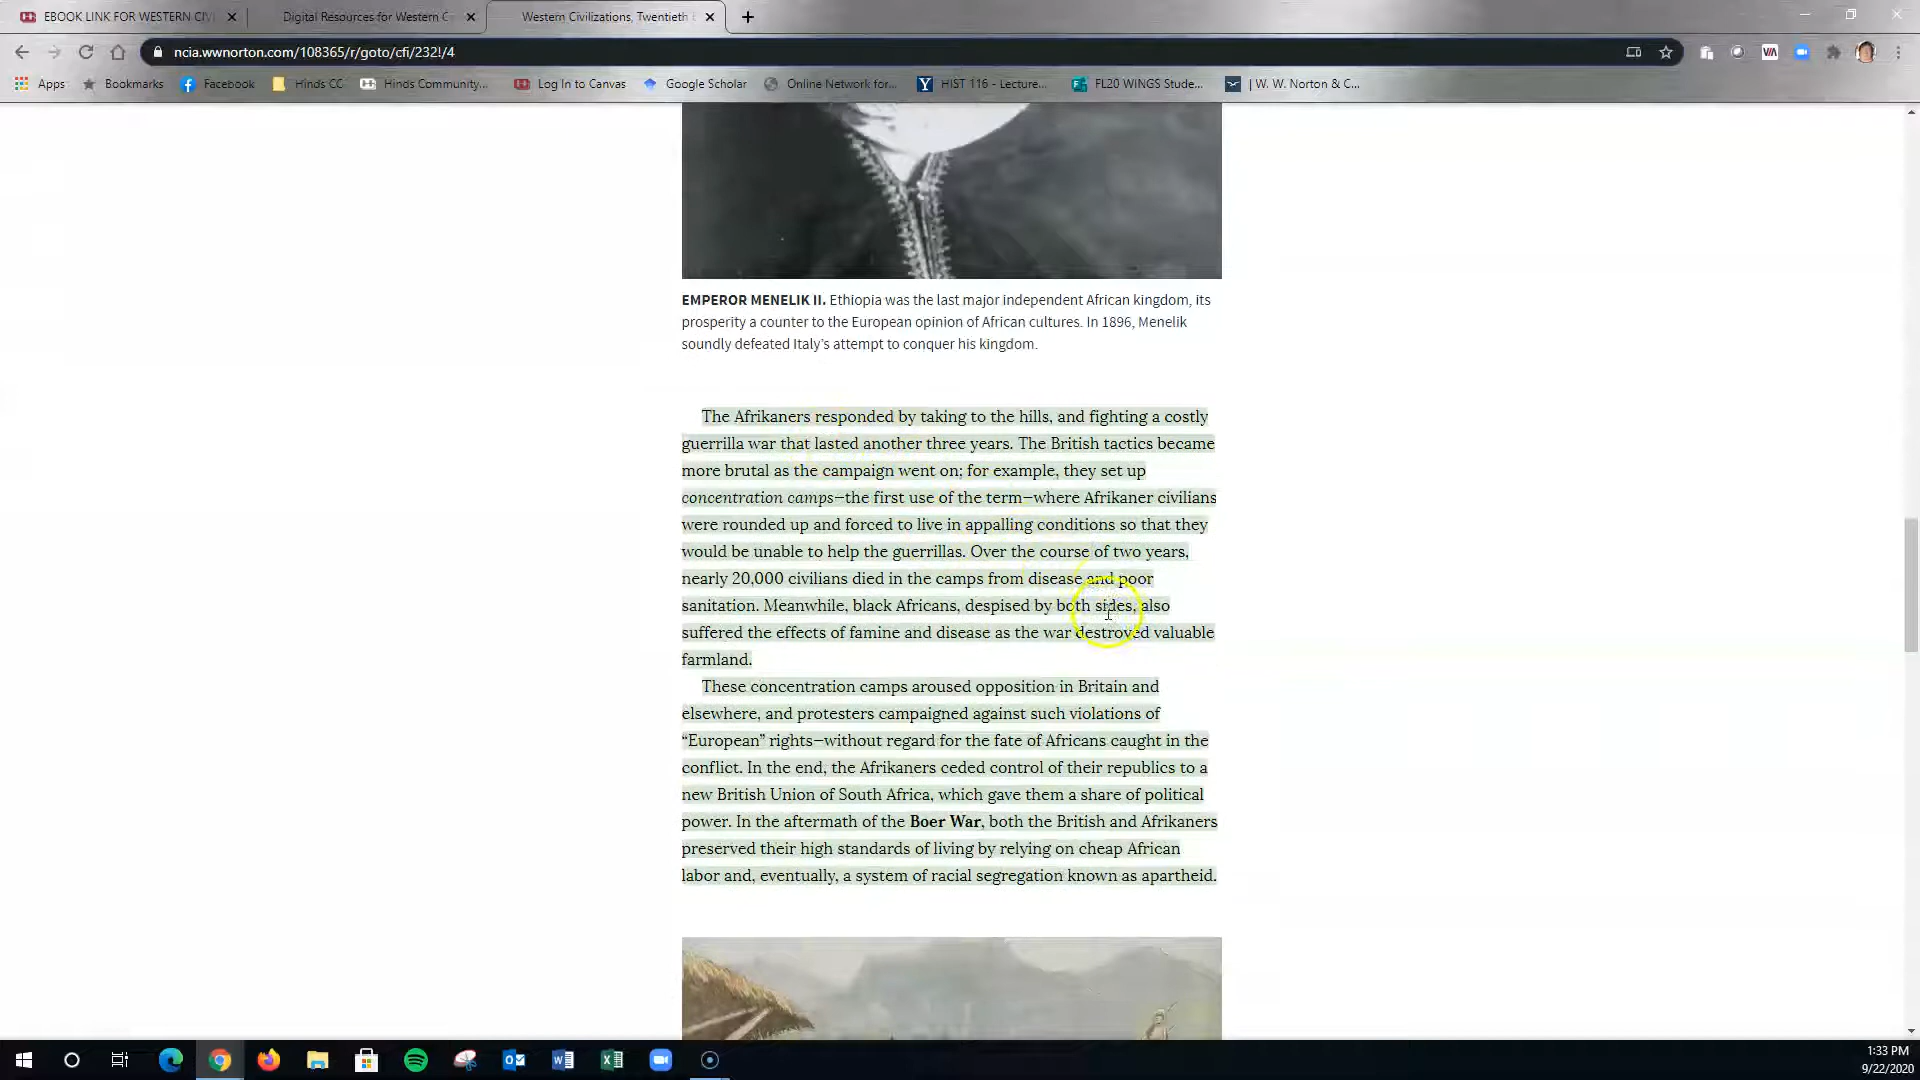 EBOOK LINK FOR WESTERN CIVI
Digital Resources for Western C
Western Civilizations, Twentieth
ncia.wwnorton.com/108365/r/goto/cfi/232!/4
Apps
Bookmarks
Facebook
Hinds CC
Hinds Community...
Log In to Canvas
Google Scholar
Online Network for...
HIST 116 - Lecture...
FL20 WINGS Stude...
| W. W. Norton & C...
EMPEROR MENELIK II. Ethiopia was the last major independent African kingdom, its
prosperity a counter to the European opinion of African cultures. In 1896, Menelik
soundly defeated Italy’s attempt to conquer his kingdom.
The Afrikaners responded by taking to the hills, and fighting a costly
guerrilla war that lasted another three years. The British tactics became
more brutal as the campaign went on; for example, they set up
concentration camps—the first use of the term—where Afrikaner civilians
were rounded up and forced to live in appalling conditions so that they
would be unable to help the guerrillas. Over the course of two years,
nearly 20,000 civilians died in the camps from disease and poor
sanitation. Meanwhile, black Africans, despised by both sides, also
suffered the effects of famine and disease as the war destroyed valuable
farmland.
These concentration camps aroused opposition in Britain and
elsewhere, and protesters campaigned against such violations of
“European” rights—without regard for the fate of Africans caught in the
conflict. In the end, the Afrikaners ceded control of their republics to a
new British Union of South Africa, which gave them a share of political
power. In the aftermath of the Boer War, both the British and Afrikaners
preserved their high standards of living by relying on cheap African
labor and, eventually, a system of racial segregation known as apartheid.
1:33 PM
9/22/2020